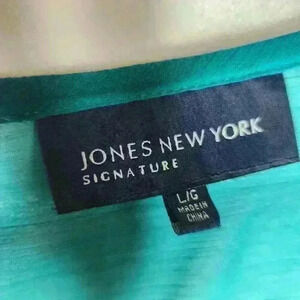 JONES NEW YORK
SIGNATURE
L/G
MADE IN
CHINA